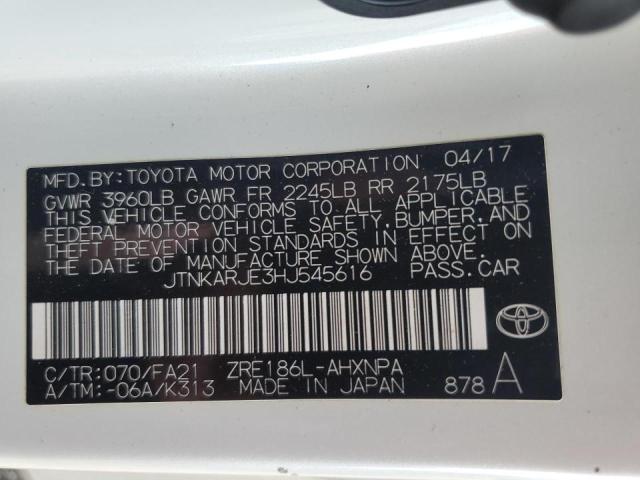 MFD.BY:TOYOTA MOTOR CORPORATION 04/17
GVWR 3960LB GAWR FR 2245LB RR 2175LB
THIS VEHICLE CONFORMS TO ALL APPLICABLE
FEDERAL MOTOR VEHICLE SAFETY,BUMPER,AND
THEFT PREVENTION STANDARDS IN EFFECT ON
THE DATE OF MANUFACTURE SHOWN ABOVE.
JTNKARJE3HJ545616 PASS.CAR
C/TR:070/FA21 ZRE186L-AHXNPA
A/TM:-06A/K313 MADE IN JAPAN 878 A